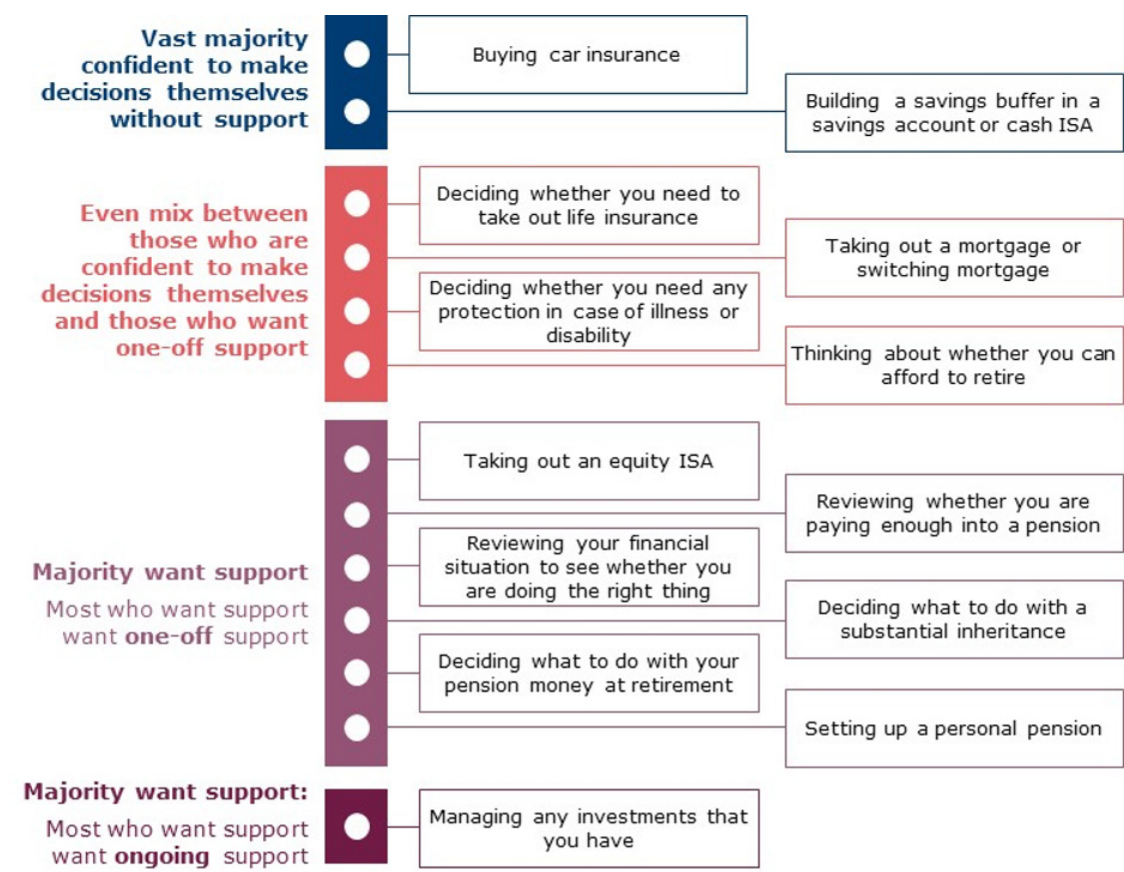 Vast majority
confident to make
decisions themselves
without support
Buying car insurance
Building a savings buffer in a
savings account or cash ISA
Even mix between
those who are
confident to make
decisions themselves
and those who want
one-off support
Deciding whether you need to
take out life insurance
Taking out a mortgage or
switching mortgage
Deciding whether you need any
protection in case of illness or
disability
Thinking about whether you can
afford to retire
Majority want support
Most who want support
want one-off support
Taking out an equity ISA
Reviewing whether you are
paying enough into a pension
Reviewing your financial
situation to see whether you
are doing the right thing
Deciding what to do with a
substantial inheritance
Deciding what to do with your
pension money at retirement
Setting up a personal pension
Majority want support:
Most who want support
want ongoing support
Managing any investments that
you have